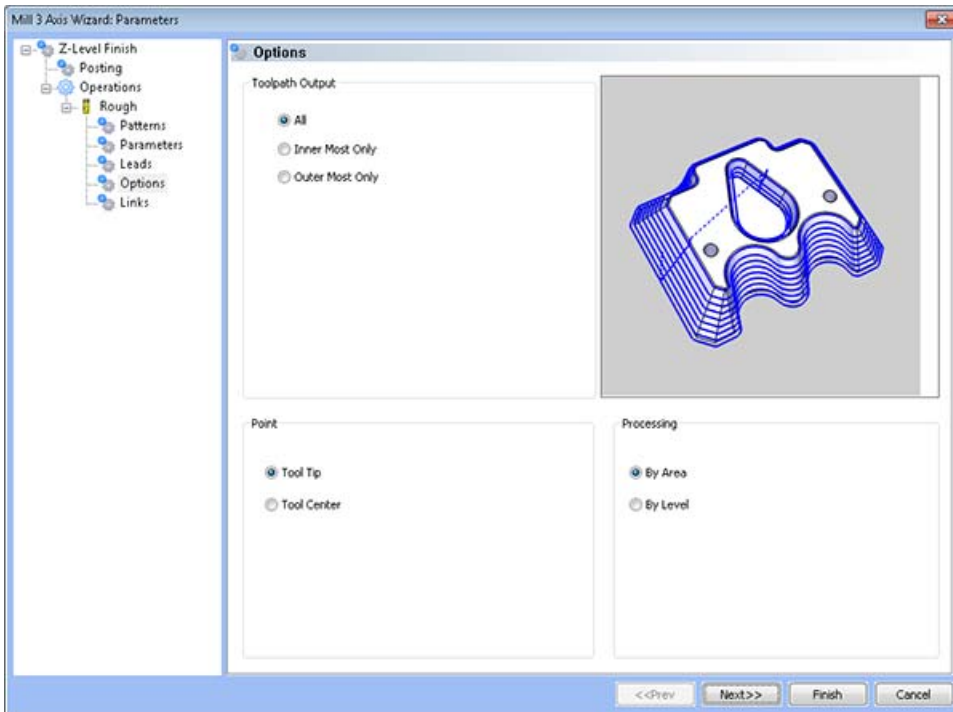 Mill 3 Axis Wizard: Parameters
Z-Level Finish
Posting
Operations
Rough
Patterns
Parameters
Leads
Options
Links
Options
Toolpath Output
All
Inner Most Only
Outer Most Only
Point
Tool Tip
Tool Center
Processing
By Area
By Level
<<Prev
Next>>
Finish
Cancel